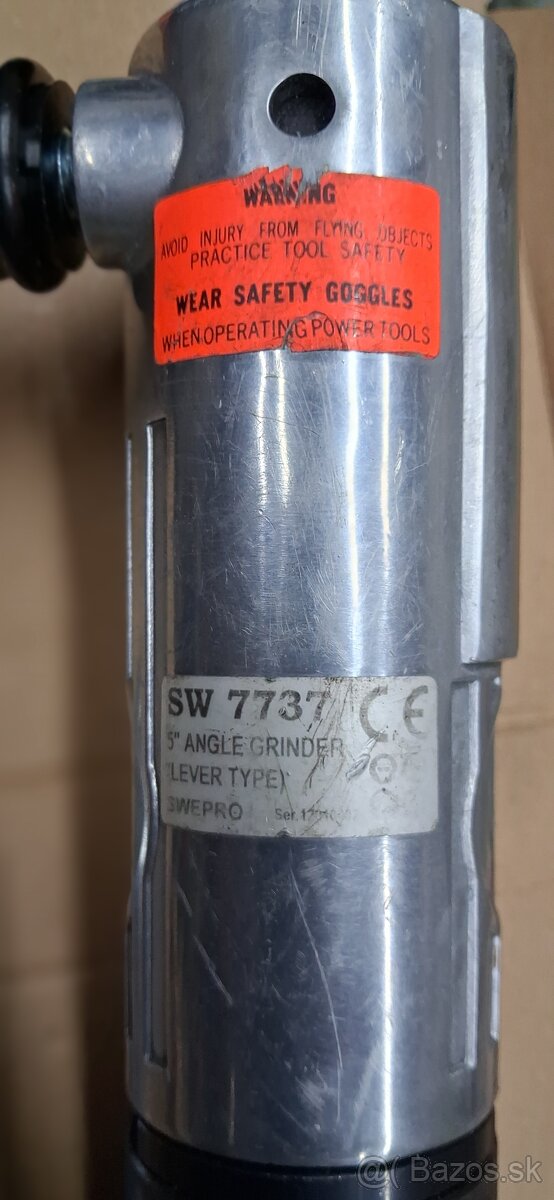 WARNING
AVOID INJURY FROM FLYING OBJECTS
PRACTICE TOOL SAFETY
WEAR SAFETY GOGGLES
WHEN OPERATING POWER TOOLS
SW 7737 CE
5" ANGLE GRINDER
(LEVER TYPE)
SWEPRO Ser.
@( Bazos.sk